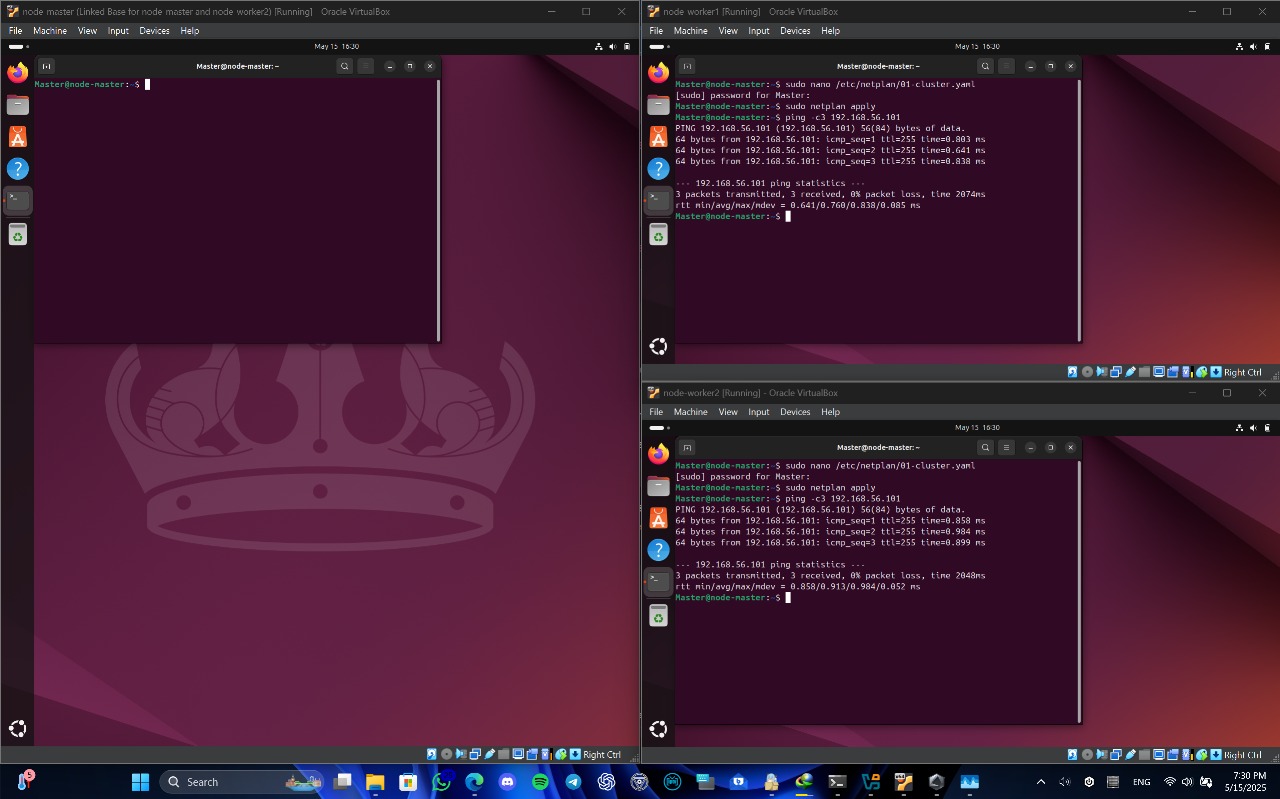 node-master (Linked Base for node-master and node-worker2) [Running]    Oracle VirtualBox
File Machine View Input Devices Help
May 15 16:30
Master@node-master: ~
Master@node-master:~$
Right Ctrl
node-worker1 [Running]    Oracle VirtualBox
File Machine View Input Devices Help
May 15 16:30
Master@node-master: ~
Master@node-master:~$ sudo nano /etc/netplan/01-cluster.yaml
[sudo] password for Master:
Master@node-master:~$ sudo netplan apply
Master@node-master:~$ ping -c3 192.168.56.101
PING 192.168.56.101 (192.168.56.101) 56(84) bytes of data.
64 bytes from 192.168.56.101: icmp_seq=1 ttl=255 time=0.803 ms
64 bytes from 192.168.56.101: icmp_seq=2 ttl=255 time=0.641 ms
64 bytes from 192.168.56.101: icmp_seq=3 ttl=255 time=0.838 ms
--- 192.168.56.101 ping statistics ---
3 packets transmitted, 3 received, 0% packet loss, time 2074ms
rtt min/avg/max/mdev = 0.641/0.760/0.838/0.085 ms
Master@node-master:~$
Right Ctrl
node-worker2 [Running] - Oracle VirtualBox
File Machine View Input Devices Help
May 15 16:30
Master@node-master: ~
Master@node-master:~$ sudo nano /etc/netplan/01-cluster.yaml
[sudo] password for Master:
Master@node-master:~$ sudo netplan apply
Master@node-master:~$ ping -c3 192.168.56.101
PING 192.168.56.101 (192.168.56.101) 56(84) bytes of data.
64 bytes from 192.168.56.101: icmp_seq=1 ttl=255 time=0.858 ms
64 bytes from 192.168.56.101: icmp_seq=2 ttl=255 time=0.984 ms
64 bytes from 192.168.56.101: icmp_seq=3 ttl=255 time=0.899 ms
--- 192.168.56.101 ping statistics ---
3 packets transmitted, 3 received, 0% packet loss, time 2048ms
rtt min/avg/max/mdev = 0.858/0.913/0.984/0.052 ms
Master@node-master:~$
Right Ctrl
5
Search
ENG
7:30 PM
5/15/2025